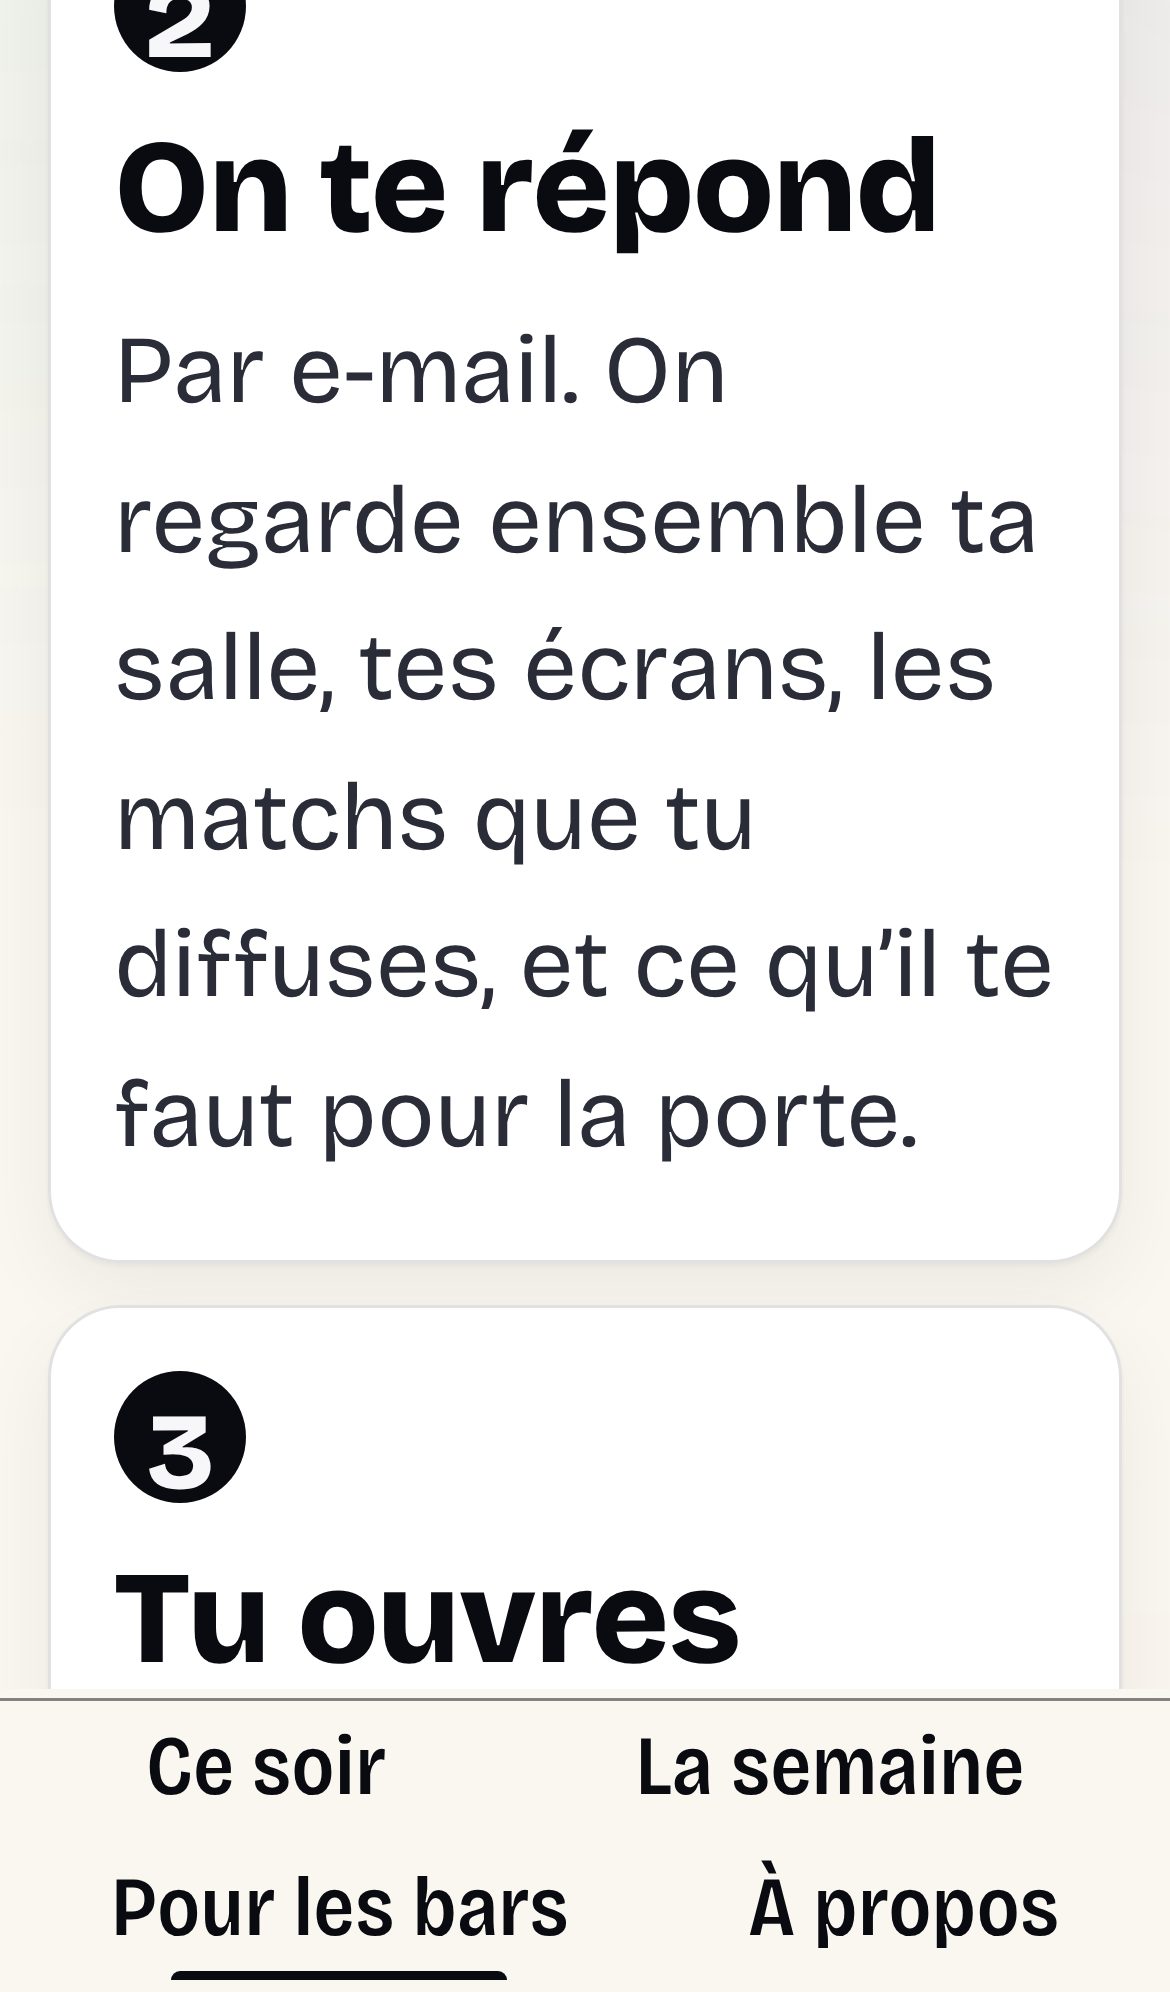 2
On te répond
Par e-mail. On
regarde ensemble ta
salle, tes écrans, les
matchs que tu
diffuses, et ce qu’il te
faut pour la porte.
3
Tu ouvres
Ce soir
La semaine
Pour les bars
À propos